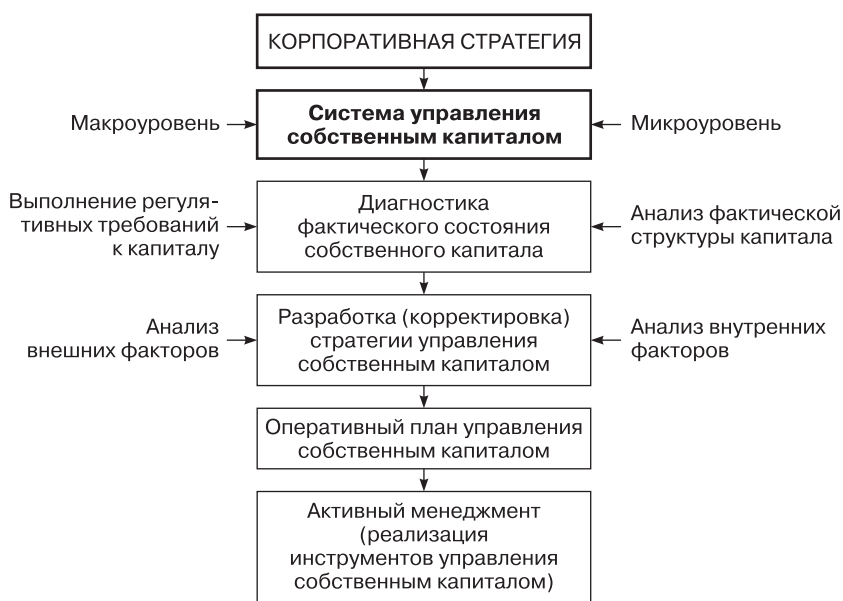 КОРПОРАТИВНАЯ СТРАТЕГИЯ
Система управления
собственным капиталом
Макроуровень
Микроуровень
Выполнение регуля-
тивных требований
к капиталу
Диагностика
фактического состояния
собственного капитала
Анализ фактической
структуры капитала
Анализ
внешних факторов
Разработка (корректировка)
стратегии управления
собственным капиталом
Анализ внутренних
факторов
Оперативный план управления
собственным капиталом
Активный менеджмент
(реализация
инструментов управления
собственным капиталом)